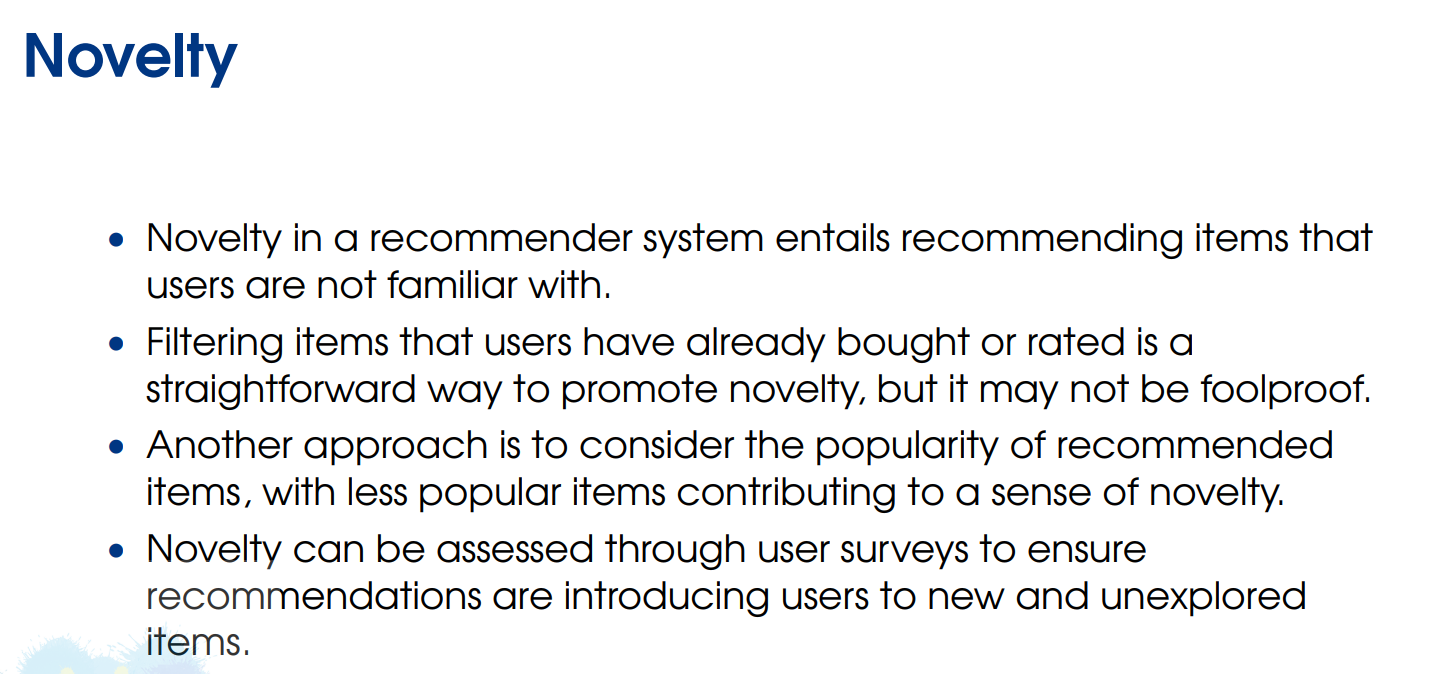 Novelty
• Novelty in a recommender system entails recommending items that
users are not familiar with.
• Filtering items that users have already bought or rated is a
straightforward way to promote novelty, but it may not be foolproof.
• Another approach is to consider the popularity of recommended
items, with less popular items contributing to a sense of novelty.
• Novelty can be assessed through user surveys to ensure
recommendations are introducing users to new and unexplored
items.